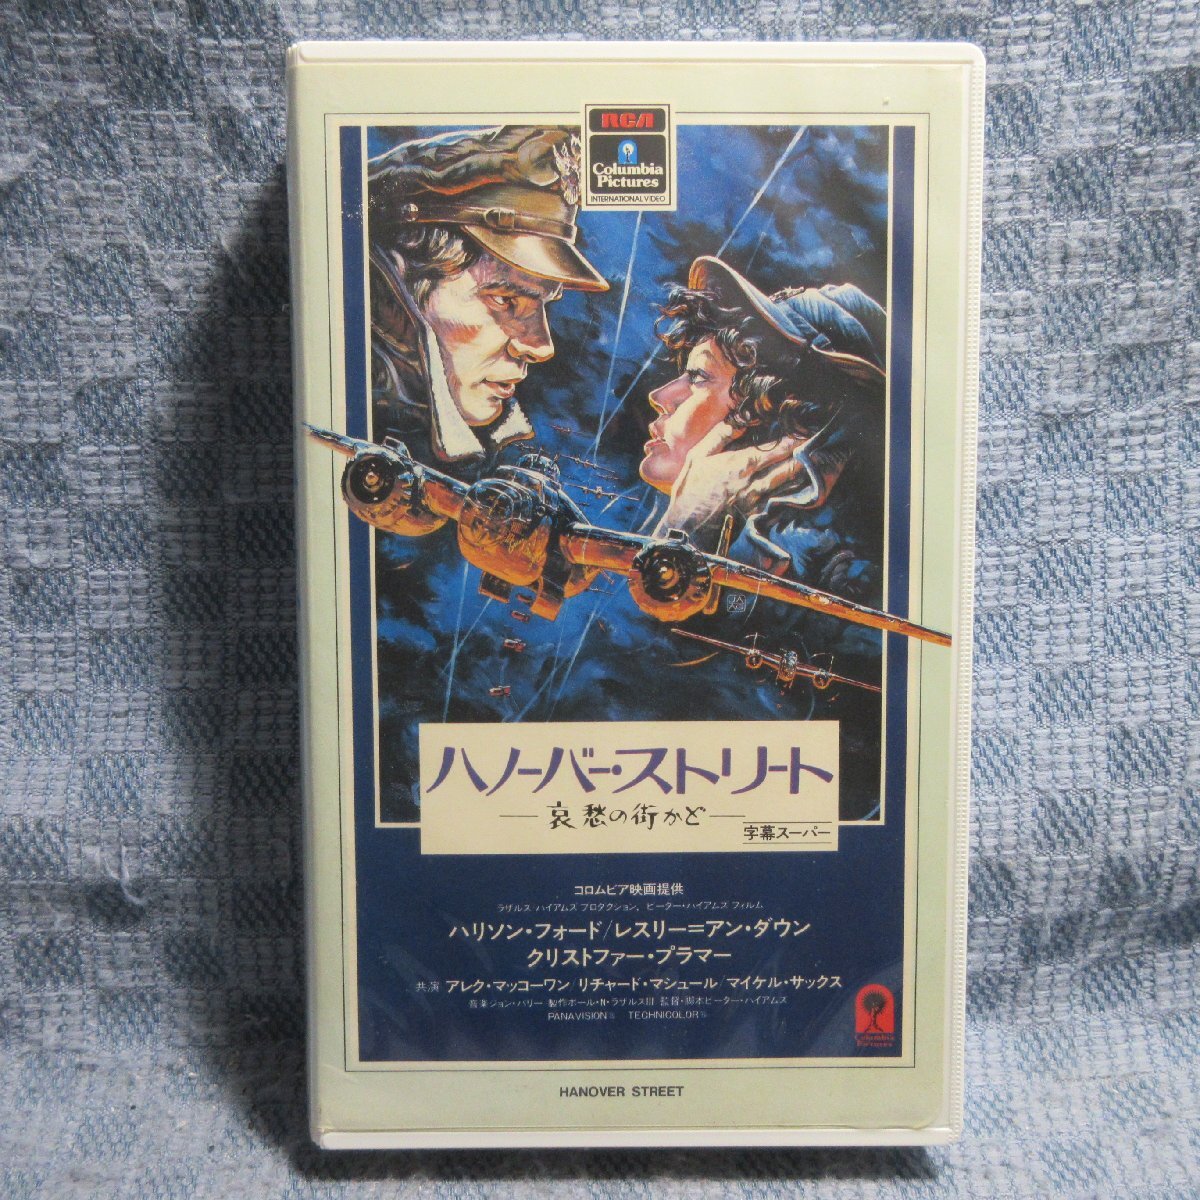 RCA
Columbia
Pictures
INTERNATIONAL VIDEO
ハノーバー・ストリート
―哀愁の街かど―
字幕スーパー
コロムビア映画提供
ラザルス/ハイアムズ プロダクション、ピーター・ハイアムズ フィルム
ハリソン・フォード/レスリー=アン・ダウン
クリストファー・プラマー
共演 アレク・マッコーワン/リチャード・マシュール/マイケル・サックス
音楽ジョン・バリー 製作ポール・N・ラザルスIII 監督・脚本ピーター・ハイアムス
PANAVISION® TECHNICOLOR®
Columbia
Pictures
HANOVER STREET